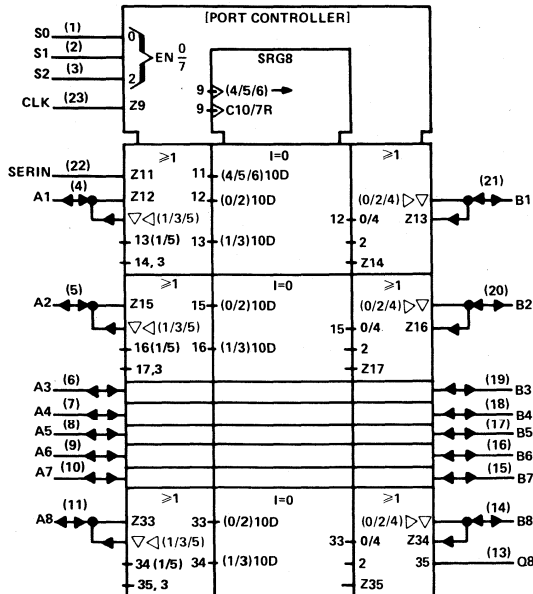 [PORT CONTROLLER]
S0 (1) 0
S1 (2) EN 0/7
S2 (3) 2
CLK (23) Z9
SRG8
9 (4/5/6)
9 C10/7R
≥1 I=0 ≥1
SERIN (22) Z11 11 (4/5/6)10D
A1 (4) Z12 12 (0/2)10D (0/2/4) (21) B1
(1/3/5) 12 0/4 Z13
13(1/5) 13 (1/3)10D 2
14, 3 Z14
≥1 I=0 ≥1
A2 (5) Z15 15 (0/2)10D (0/2/4) (20) B2
(1/3/5) 15 0/4 Z16
16(1/5) 16 (1/3)10D 2
17,3 Z17
A3 (6) (19) B3
A4 (7) (18) B4
A5 (8) (17) B5
A6 (9) (16) B6
A7 (10) (15) B7
≥1 I=0 ≥1
A8 (11) Z33 33 (0/2)10D (0/2/4) (14) B8
(1/3/5) 33 0/4 Z34
34 (1/5) 34 (1/3)10D 2 35 (13) Q8
35, 3 Z35